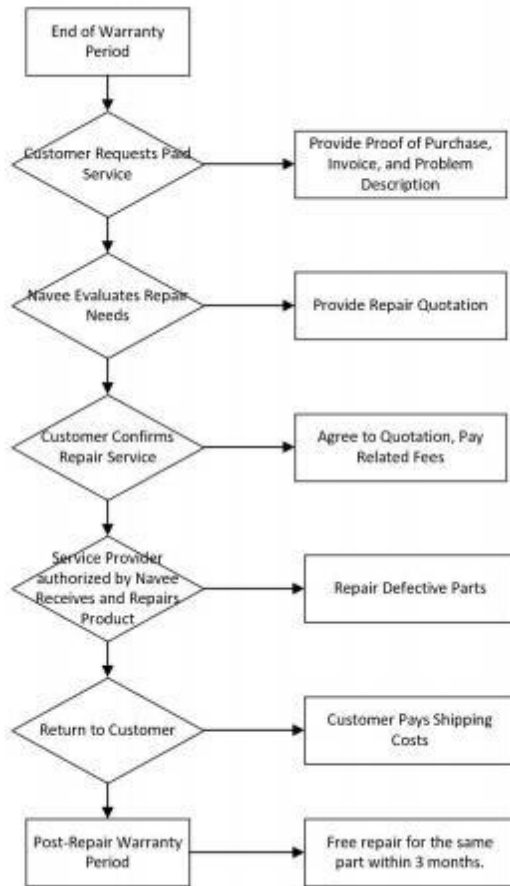 End of Warranty
Period
Customer Requests Paid
Service
Provide Proof of Purchase,
Invoice, and Problem
Description
Navee Evaluates Repair
Needs
Provide Repair Quotation
Customer Confirms
Repair Service
Agree to Quotation, Pay
Related Fees
Service Provider
authorized by Navee
Receives and Repairs
Product
Repair Defective Parts
Return to Customer
Customer Pays Shipping
Costs
Post-Repair Warranty
Period
Free repair for the same
part within 3 months.